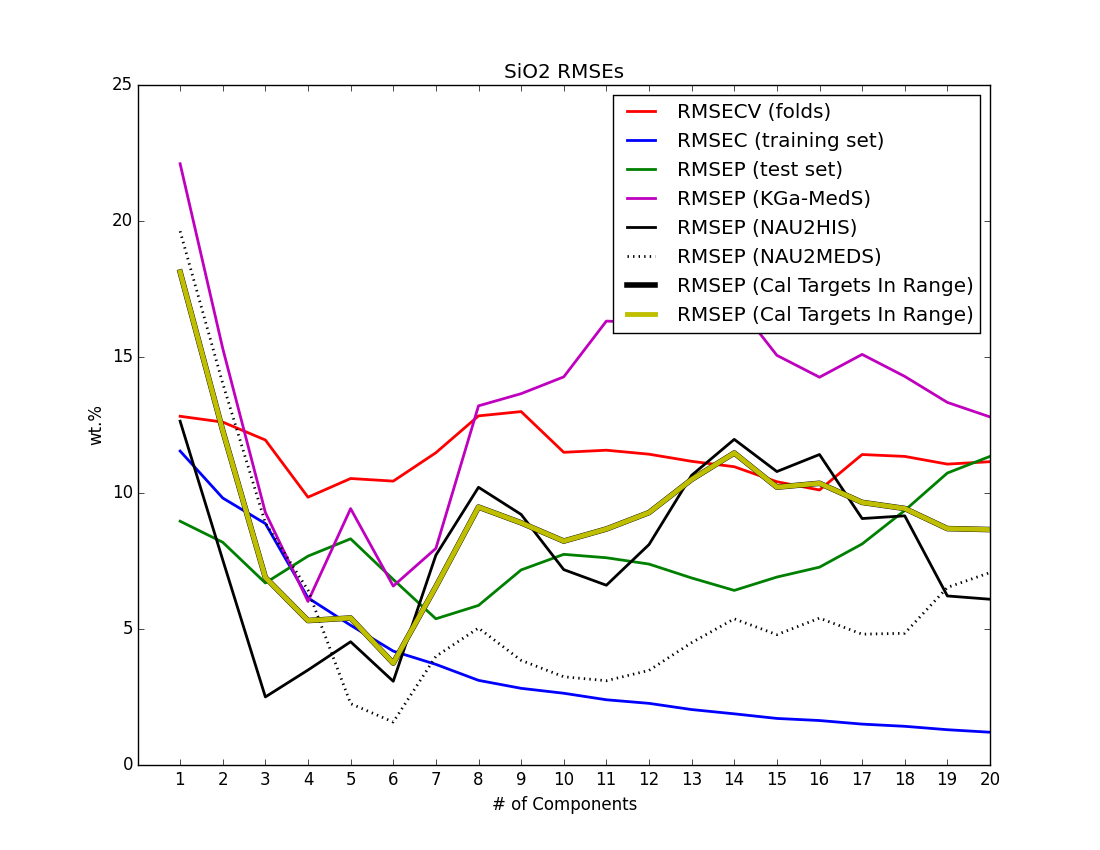 SiO2 RMSEs
25
20
15
10
5
0
wt.%
RMSECV (folds)
RMSEC (training set)
RMSEP (test set)
RMSEP (KGa-MedS)
RMSEP (NAU2HIS)
RMSEP (NAU2MEDS)
RMSEP (Cal Targets In Range)
RMSEP (Cal Targets In Range)
1 2 3 4 5 6 7 8 9 10 11 12 13 14 15 16 17 18 19 20
# of Components